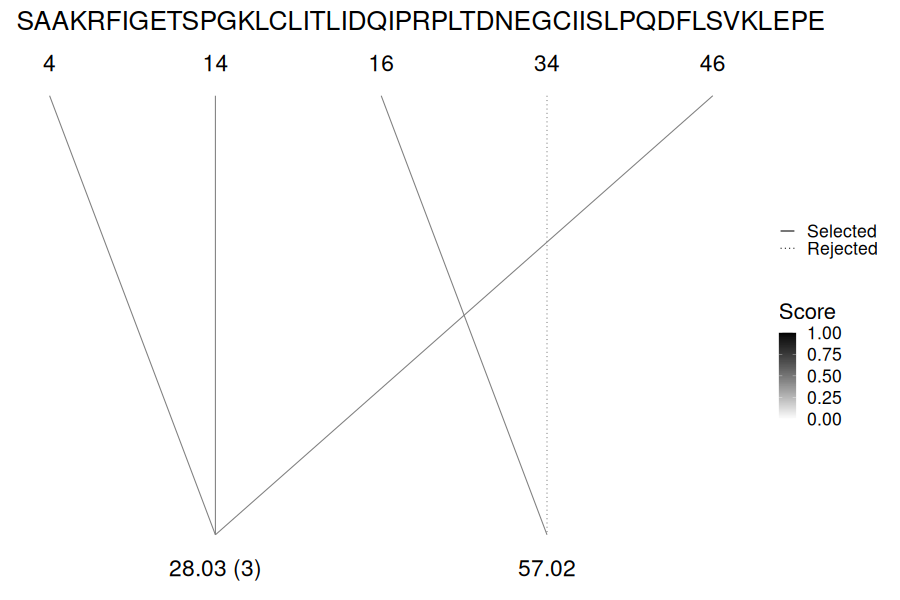 SAAKRFIGETSPGKLCLITLIDQIPRPLTDNEGCIISLPQDFLSVKLEPE
4 14 16 34 46
Selected
Rejected
Score
1.00
0.75
0.50
0.25
0.00
28.03 (3) 57.02